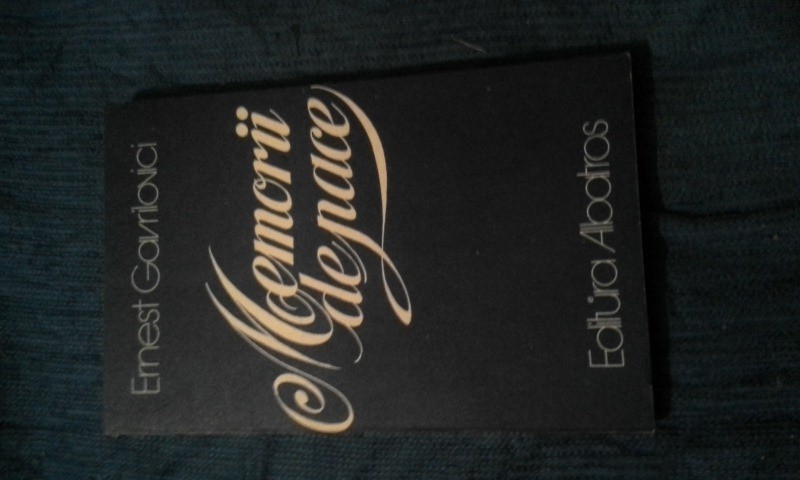 Ernest Gavrilovici
Memorii
de pace
Editura Albatros